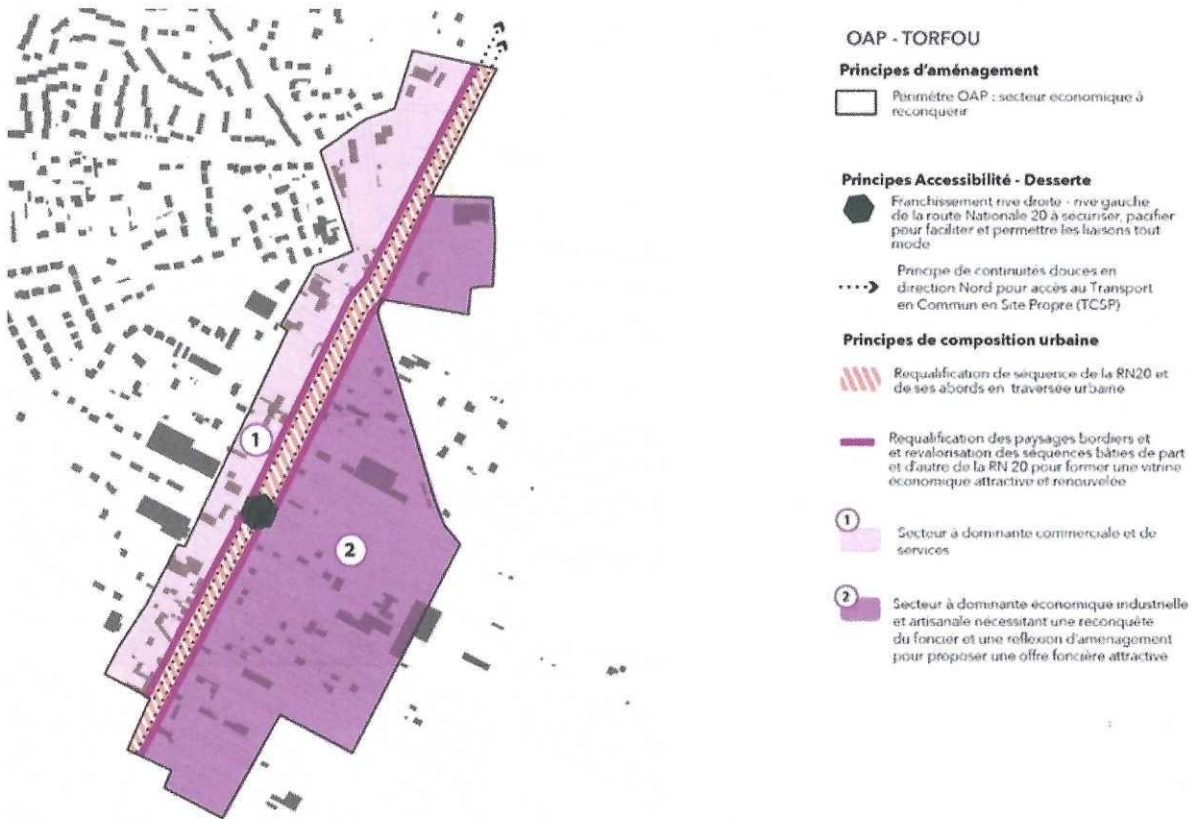 OAP - TORFOU
Principes d'aménagement
Périmètre OAP : secteur economique à
reconquérir
Principes Accessibilité - Desserte
Franchissement rive droite - rive gauche
de la route Nationale 20 à sécuriser, pacifier
pour faciliter et permettre les liaisons tout
mode
Principe de continuités douces en
direction Nord pour accès au Transport
en Commun en Site Propre (TCSP)
Principes de composition urbaine
Requalification de séquence de la RN20 et
de ses abords en traversée urbaine
Requalification des paysages bordiers et
et revalorisation des séquences bâties de part
et d'autre de la RN 20 pour former une vitrine
économique attractive et renouvelée
1
Secteur à dominante commerciale et de
services
2
Secteur à dominante économique industrielle
et artisanale nécessitant une reconquête
du foncier et une réflexion d'amenagement
pour proposer une offre foncière attractive
1
2